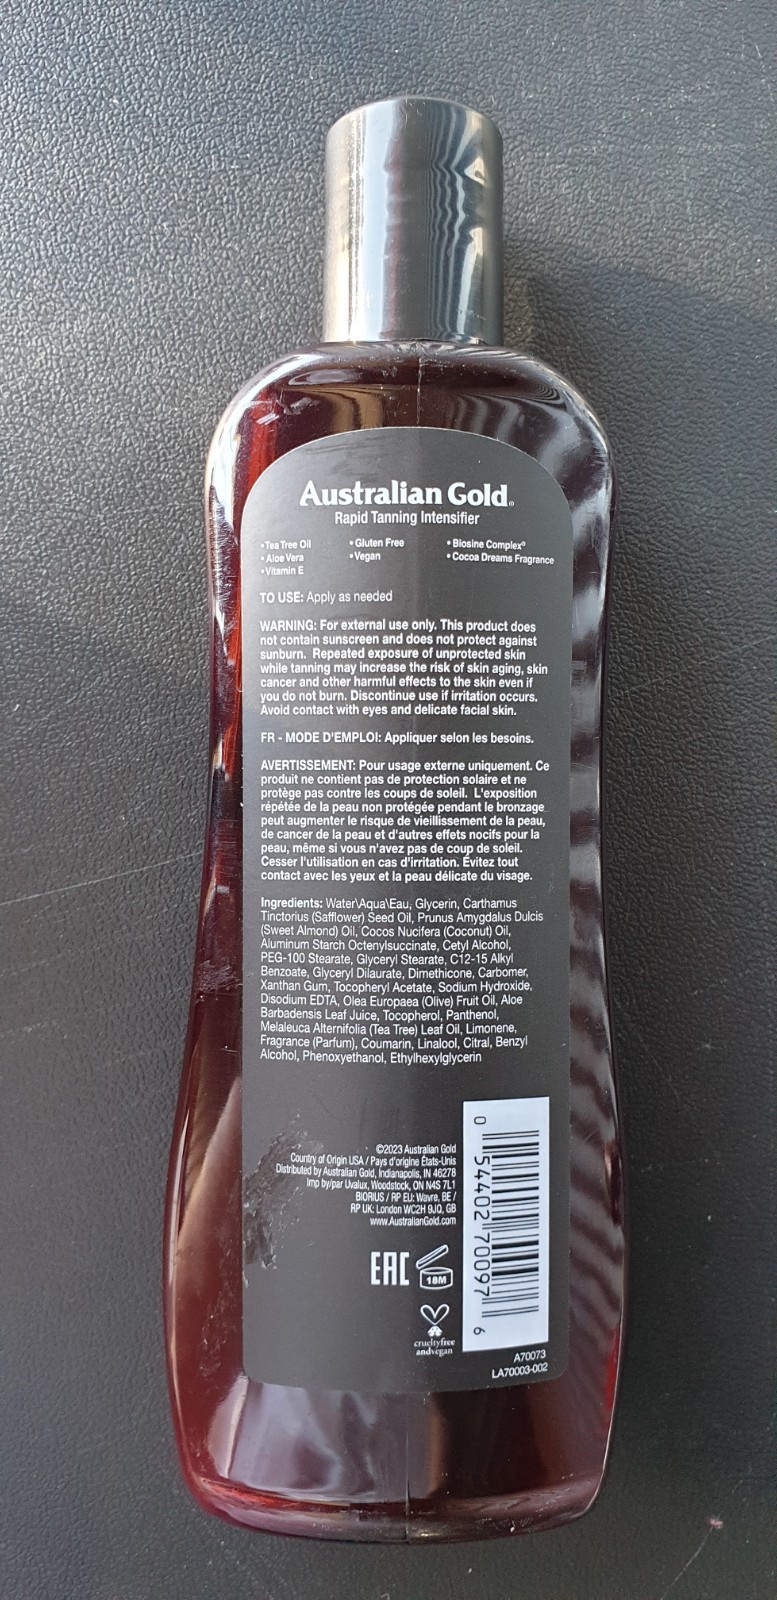 Australian Gold®
Rapid Tanning Intensifier
• Tea Tree Oil • Gluten Free • Biosine Complex®
• Aloe Vera • Vegan • Cocoa Dreams Fragrance
• Vitamin E
TO USE: Apply as needed
WARNING: For external use only. This product does
not contain sunscreen and does not protect against
sunburn. Repeated exposure of unprotected skin
while tanning may increase the risk of skin aging, skin
cancer and other harmful effects to the skin even if
you do not burn. Discontinue use if irritation occurs.
Avoid contact with eyes and delicate facial skin.
FR - MODE D'EMPLOI: Appliquer selon les besoins.
AVERTISSEMENT: Pour usage externe uniquement. Ce
produit ne contient pas de protection solaire et ne
protège pas contre les coups de soleil. L'exposition
répétée de la peau non protégée pendant le bronzage
peut augmenter le risque de vieillissement de la peau,
de cancer de la peau et d'autres effets nocifs pour la
peau, même si vous n'avez pas de coup de soleil.
Cesser l'utilisation en cas d'irritation. Évitez tout
contact avec les yeux et la peau délicate du visage.
Ingredients: Water\Aqua\Eau, Glycerin, Carthamus
Tinctorius (Safflower) Seed Oil, Prunus Amygdalus Dulcis
(Sweet Almond) Oil, Cocos Nucifera (Coconut) Oil,
Aluminum Starch Octenylsuccinate, Cetyl Alcohol,
PEG-100 Stearate, Glyceryl Stearate, C12-15 Alkyl
Benzoate, Glyceryl Dilaurate, Dimethicone, Carbomer,
Xanthan Gum, Tocopheryl Acetate, Sodium Hydroxide,
Disodium EDTA, Olea Europaea (Olive) Fruit Oil, Aloe
Barbadensis Leaf Juice, Tocopherol, Panthenol,
Melaleuca Alternifolia (Tea Tree) Leaf Oil, Limonene,
Fragrance (Parfum), Coumarin, Linalool, Citral, Benzyl
Alcohol, Phenoxyethanol, Ethylhexylglycerin
©2023 Australian Gold
Country of Origin USA / Pays d'origine États-Unis
Distributed by Australian Gold, Indianapolis, IN 46278
Imp by/par Uvalux, Woodstock, ON N4S 7L1
BIORIUS / RP EU: Wavre, BE /
RP UK: London WC2H 9JQ, GB
www.AustralianGold.com
0 54402 70097 6
EAC
18M
crueltyfree
andvegan
A70073
LA70003-002